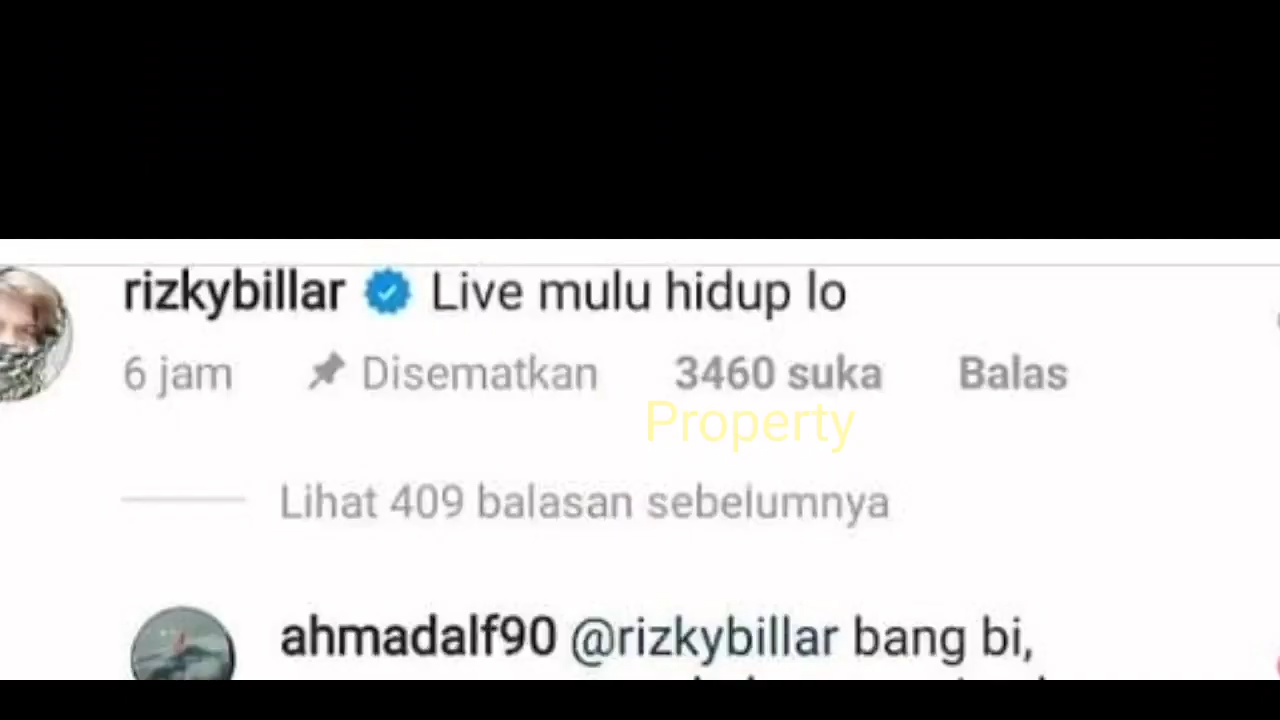 rizkybillar Live mulu hidup lo
6 jam Disematkan 3460 suka Balas
Property
Lihat 409 balasan sebelumnya
ahmadalf90 @rizkybillar bang bi,